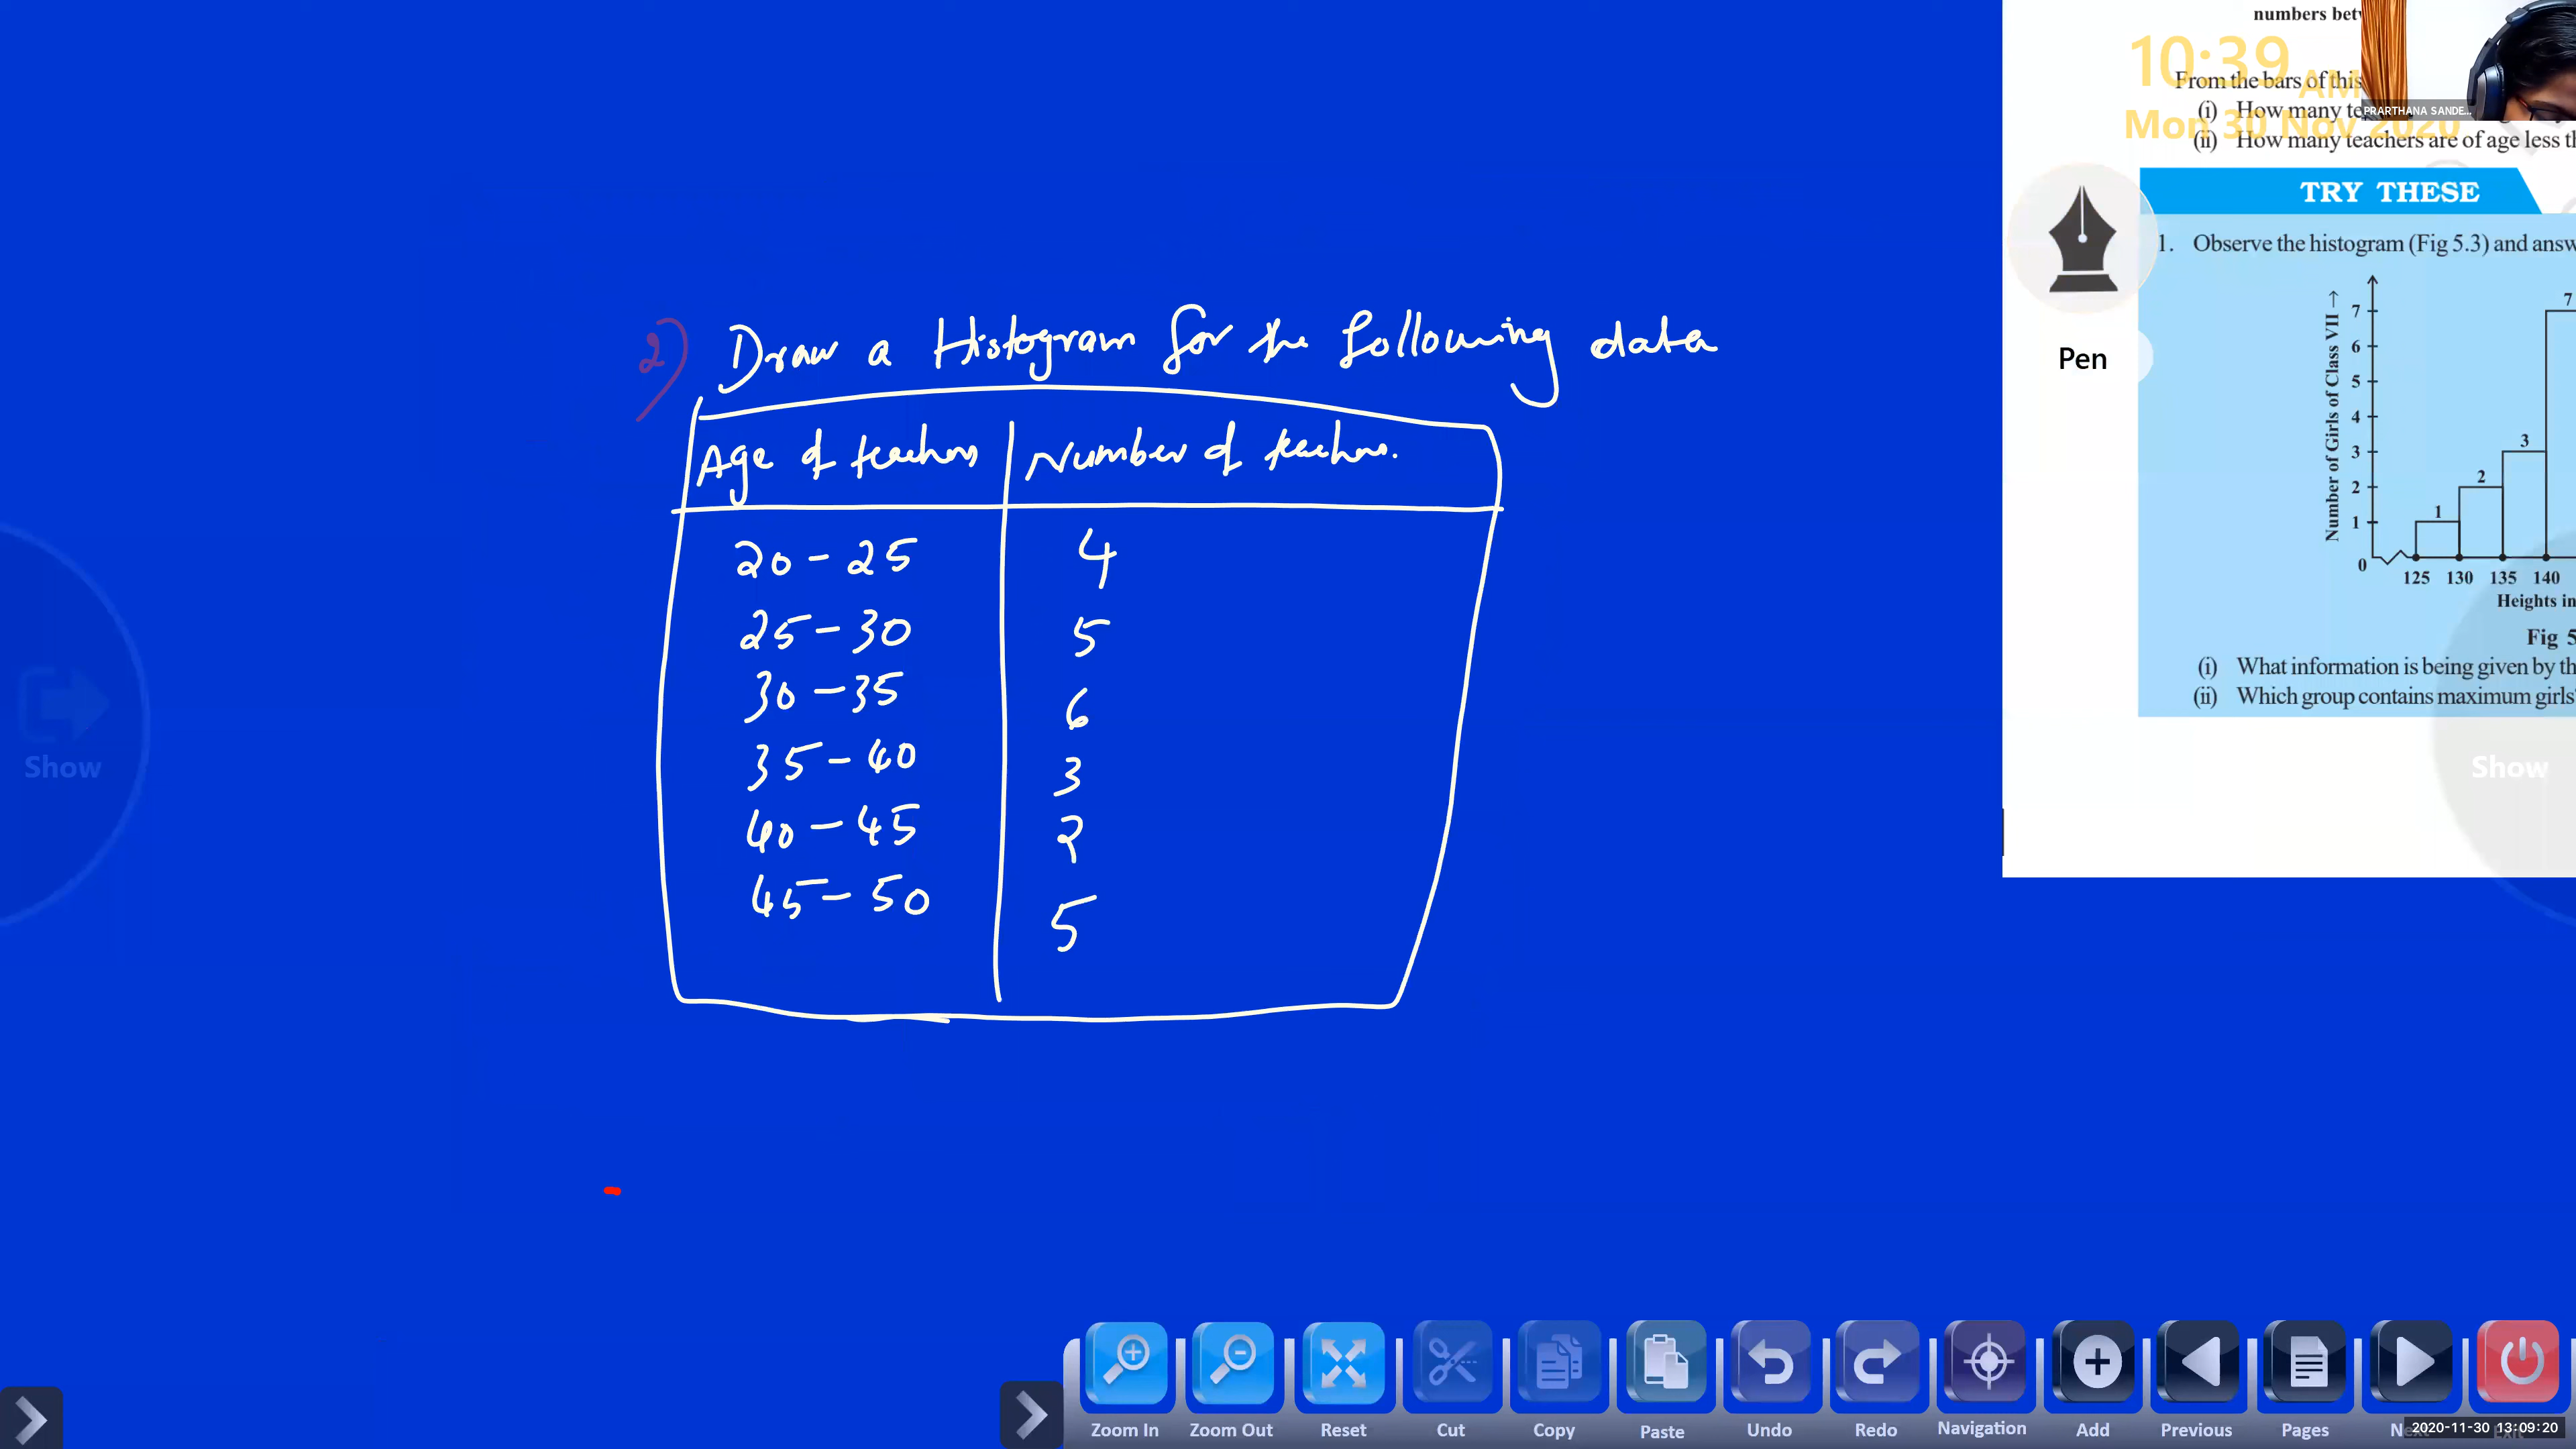 2) Draw a Histogram for the following data
Age of teachers Number of teachers.
20-25 4
25-30 5
30-35 6
35-40 3
40-45 2
45-50 5
numbers bet
10:39 AM
Mon 30 Nov 2020
PRARTHANA SANDE...
From the bars of this
(i) How many te
(ii) How many teachers are of age less th
TRY THESE
1. Observe the histogram (Fig 5.3) and answ
Number of Girls of Class VII →
7
6
5
4
3
2
1
0
1
2
3
7
125 130 135 140
Heights in
Fig 5
(i) What information is being given by th
(ii) Which group contains maximum girls?
Pen
Show
Show
Zoom In Zoom Out Reset Cut Copy Paste Undo Redo Navigation Add Previous Pages
2020-11-30 13:09:20